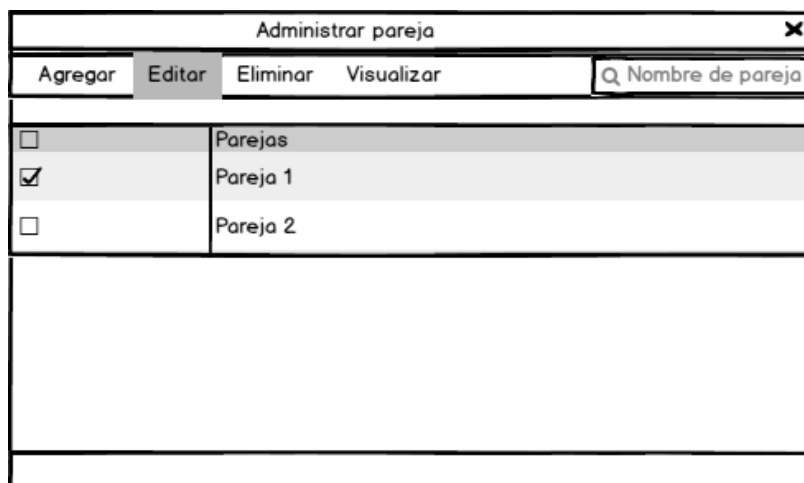 Administrar pareja
Agregar Editar Eliminar Visualizar Nombre de pareja
Parejas
Pareja 1
Pareja 2